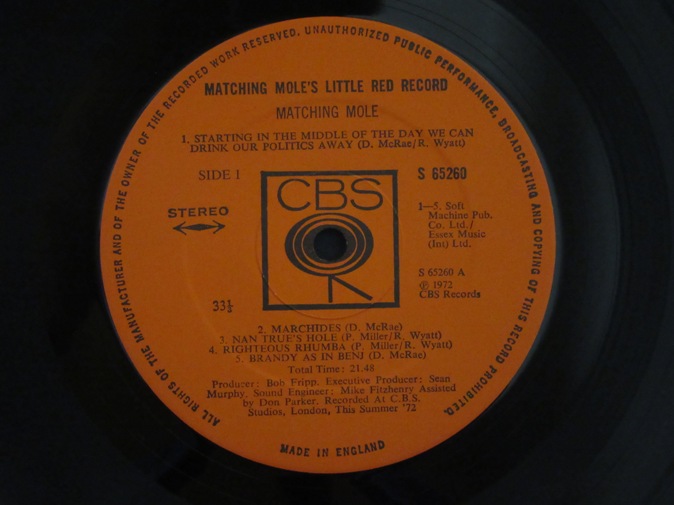 ALL RIGHTS OF THE MANUFACTURER AND OF THE OWNER OF THE RECORDED WORK RESERVED. UNAUTHORIZED PUBLIC PERFORMANCE, BROADCASTING AND COPYING OF THIS RECORD PROHIBITED.
MATCHING MOLE'S LITTLE RED RECORD
MATCHING MOLE
1. STARTING IN THE MIDDLE OF THE DAY WE CAN
DRINK OUR POLITICS AWAY (D. McRae/R. Wyatt)
SIDE 1
CBS
S 65260
STEREO
1—5. Soft
Machine Pub.
Co. Ltd./
Essex Music
(Int) Ltd.
S 65260 A
℗ 1972
CBS Records
33⅓
2. MARCHIDES (D. McRae)
3. NAN TRUE'S HOLE (P. Miller/R. Wyatt)
4. RIGHTEOUS RHUMBA (P. Miller/R. Wyatt)
5. BRANDY AS IN BENJ (D. McRae)
Total Time: 21.48
Producer: Bob Fripp. Executive Producer: Sean
Murphy. Sound Engineer: Mike Fitzhenry Assisted
by Don Parker. Recorded At C.B.S.
Studios, London, This Summer '72
MADE IN ENGLAND